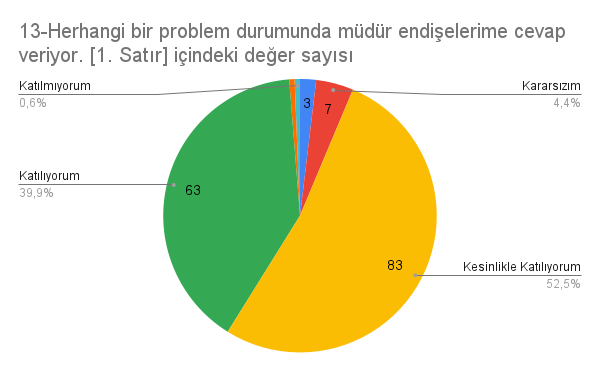 13-Herhangi bir problem durumunda müdür endişelerime cevap
veriyor. [1. Satır] içindeki değer sayısı
Katılmıyorum
0,6%
Kararsızım
4,4%
3
7
Katılıyorum
39,9%
63
83
Kesinlikle Katılıyorum
52,5%